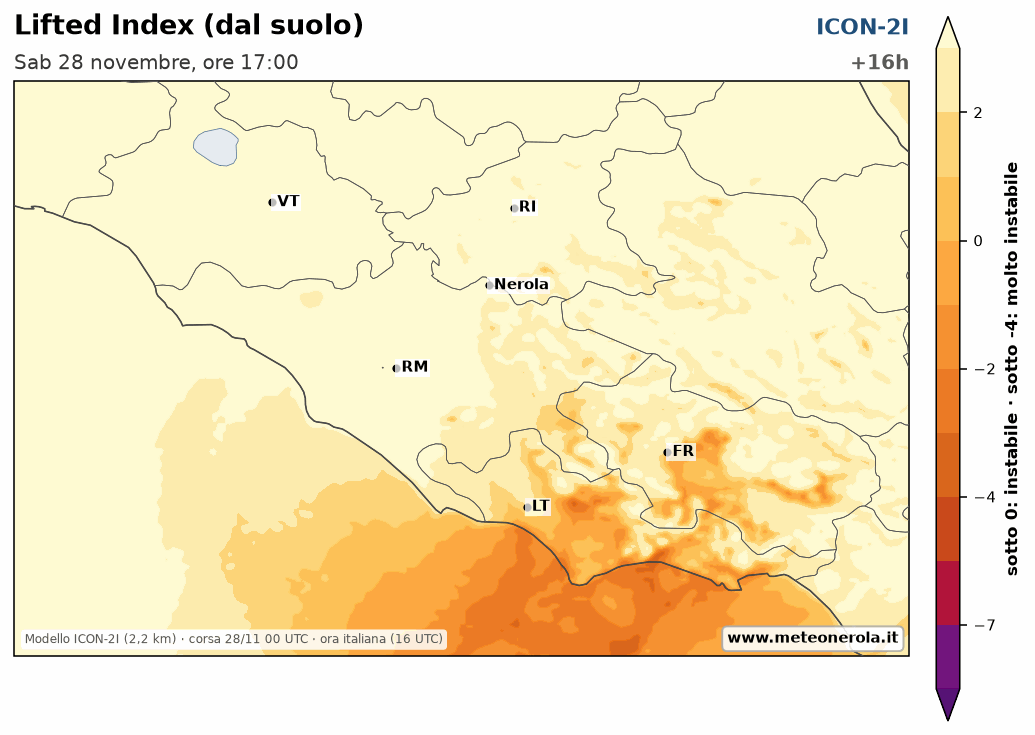 Lifted Index (dal suolo)
ICON-2I
Sab 28 novembre, ore 17:00
+16h
VT
RI
Nerola
RM
FR
LT
2
0
−2
−4
−7
sotto 0: instabile · sotto -4: molto instabile
Modello ICON-2I (2,2 km) · corsa 28/11 00 UTC · ora italiana (16 UTC)
www.meteonerola.it